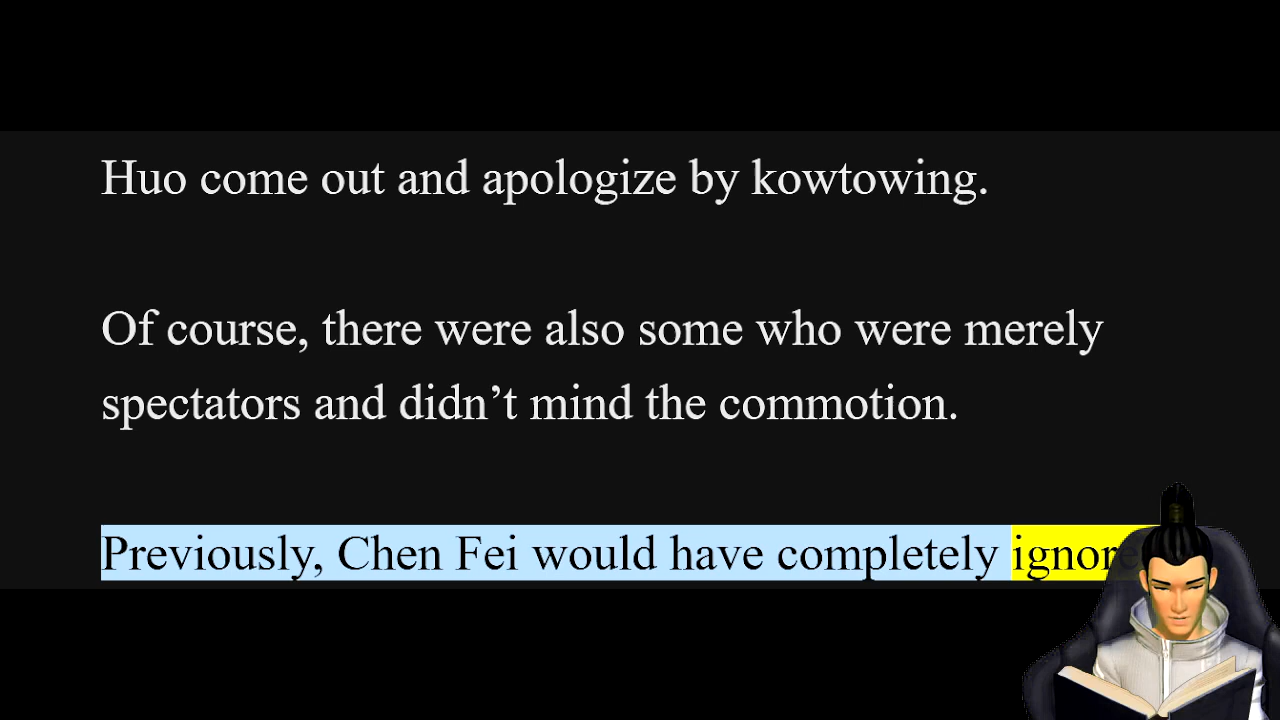 Huo come out and apologize by kowtowing.
Of course, there were also some who were merely
spectators and didn’t mind the commotion.
Previously, Chen Fei would have completely